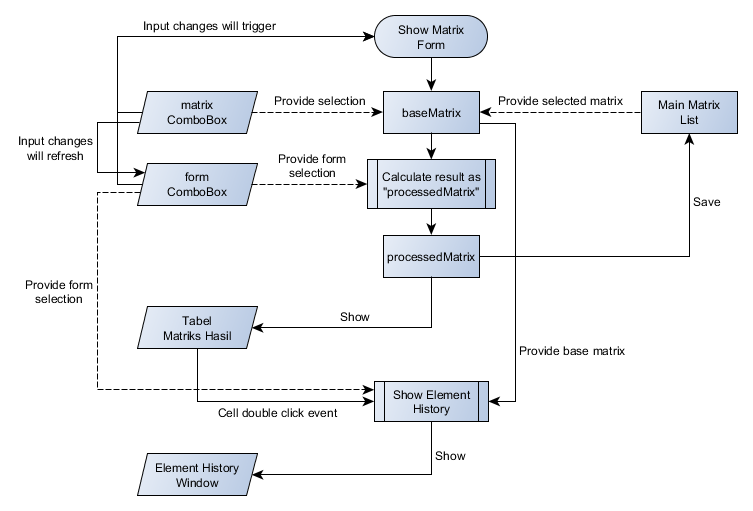 Input changes will trigger
Show Matrix
Form
matrix
ComboBox
Provide selection
baseMatrix
Provide selected matrix
Main Matrix
List
Input changes
will refresh
form
ComboBox
Provide form
selection
Calculate result as
"processedMatrix"
Save
processedMatrix
Provide form
selection
Tabel
Matriks Hasil
Show
Provide base matrix
Show Element
History
Cell double click event
Show
Element History
Window